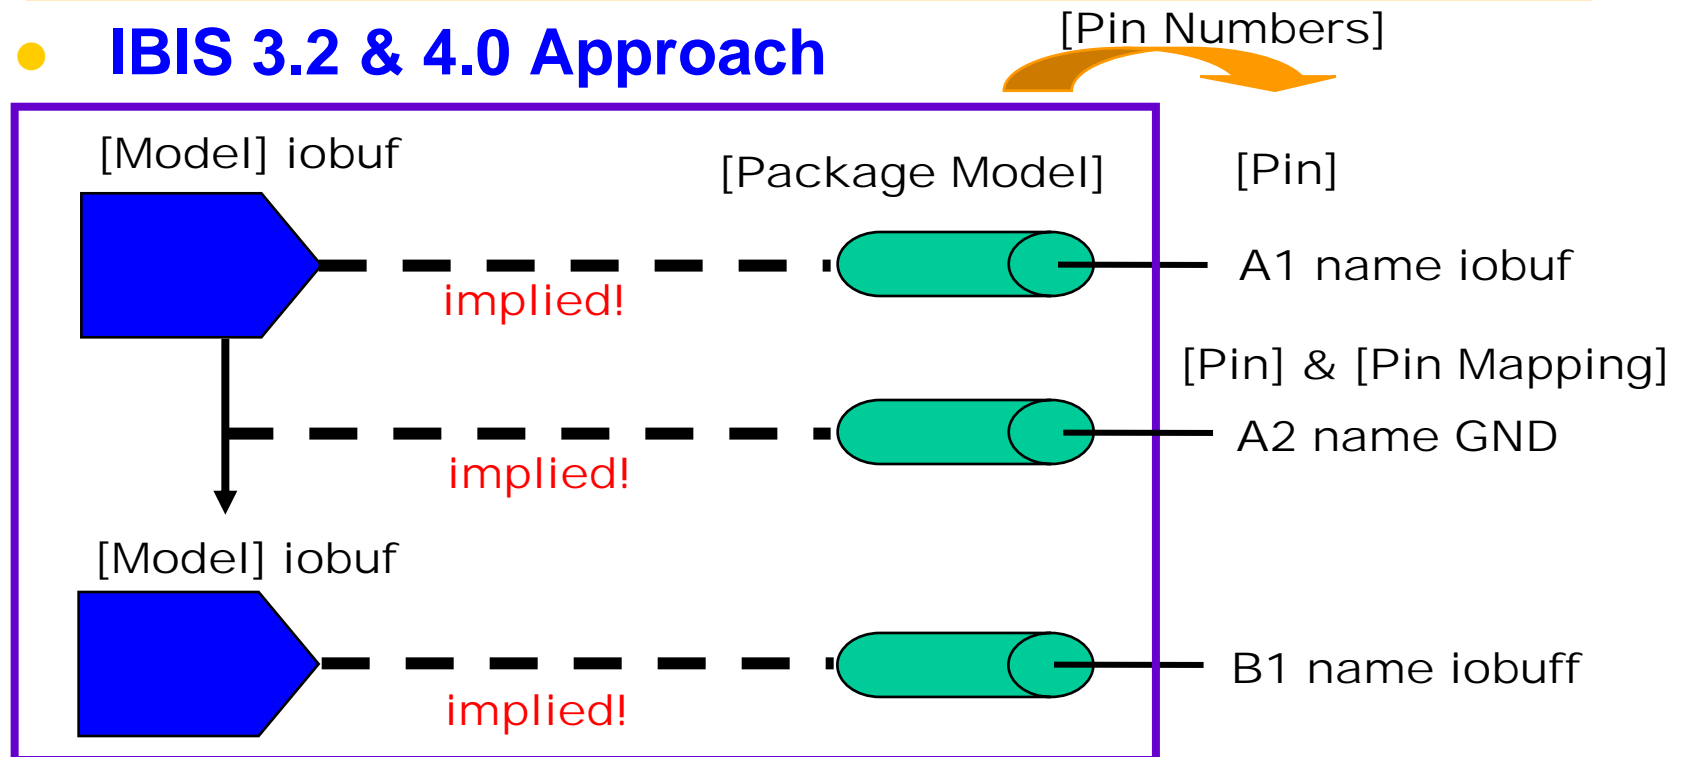 IBIS 3.2 & 4.0 Approach
[Pin Numbers]
[Model] iobuf
[Package Model]
[Pin]
implied!
A1 name iobuf
[Pin] & [Pin Mapping]
implied!
A2 name GND
[Model] iobuf
implied!
B1 name iobuff